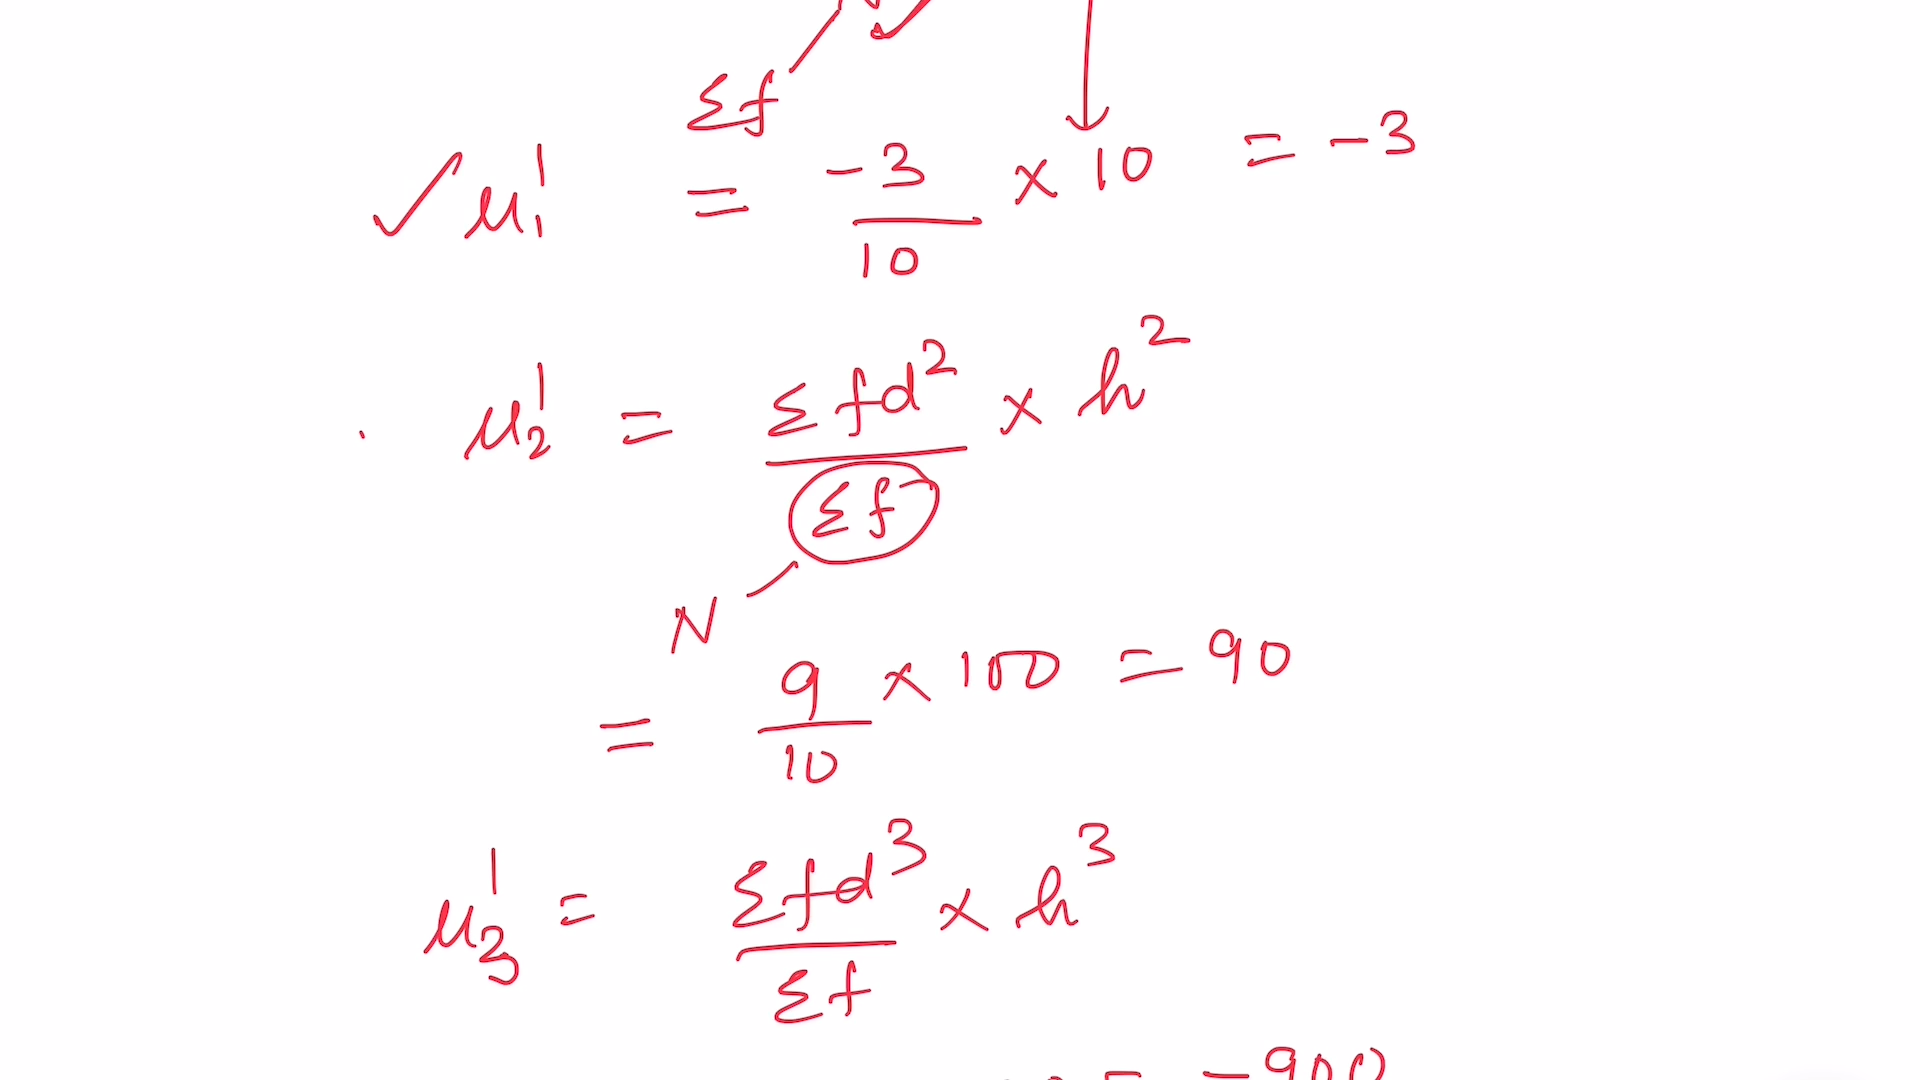 Σf
✓ μ₁' = -3/10 × 10 = -3
μ₂' = Σfd²/Σf × h²
N
= 9/10 × 100 = 90
μ₃' = Σfd³/Σf × h³